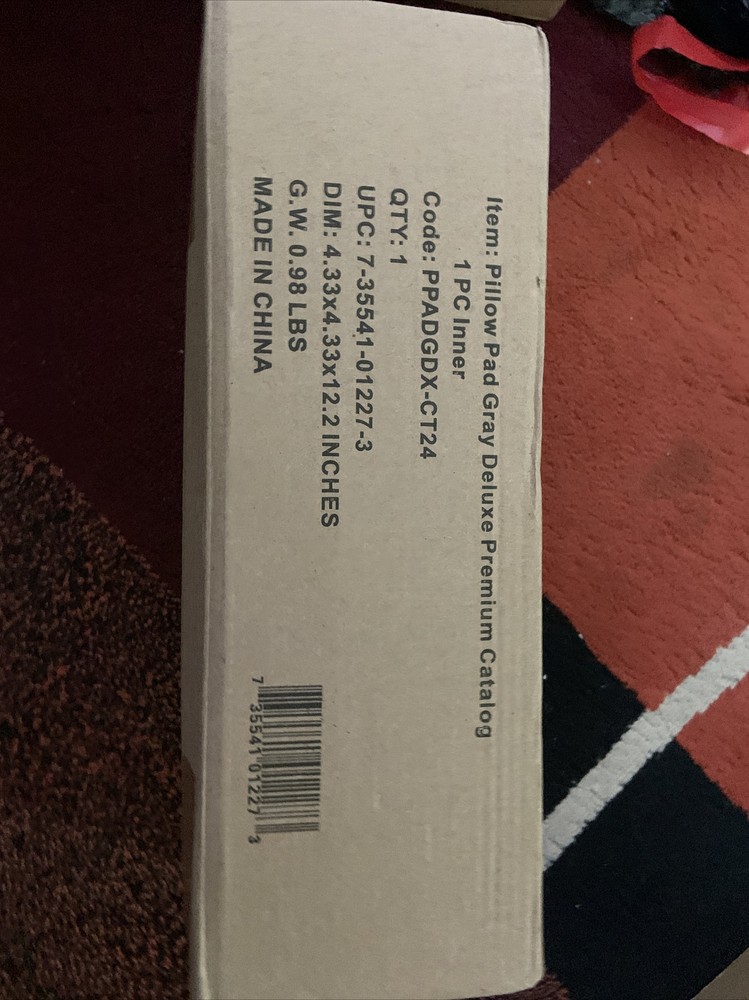 Item: Pillow Pad Gray Deluxe Premium Catalog
1 PC Inner
Code: PPADGDX-CT24
QTY: 1
UPC: 7-35541-01227-3
DIM: 4.33x4.33x12.2 INCHES
G.W. 0.98 LBS
MADE IN CHINA
7 35541 01227 3